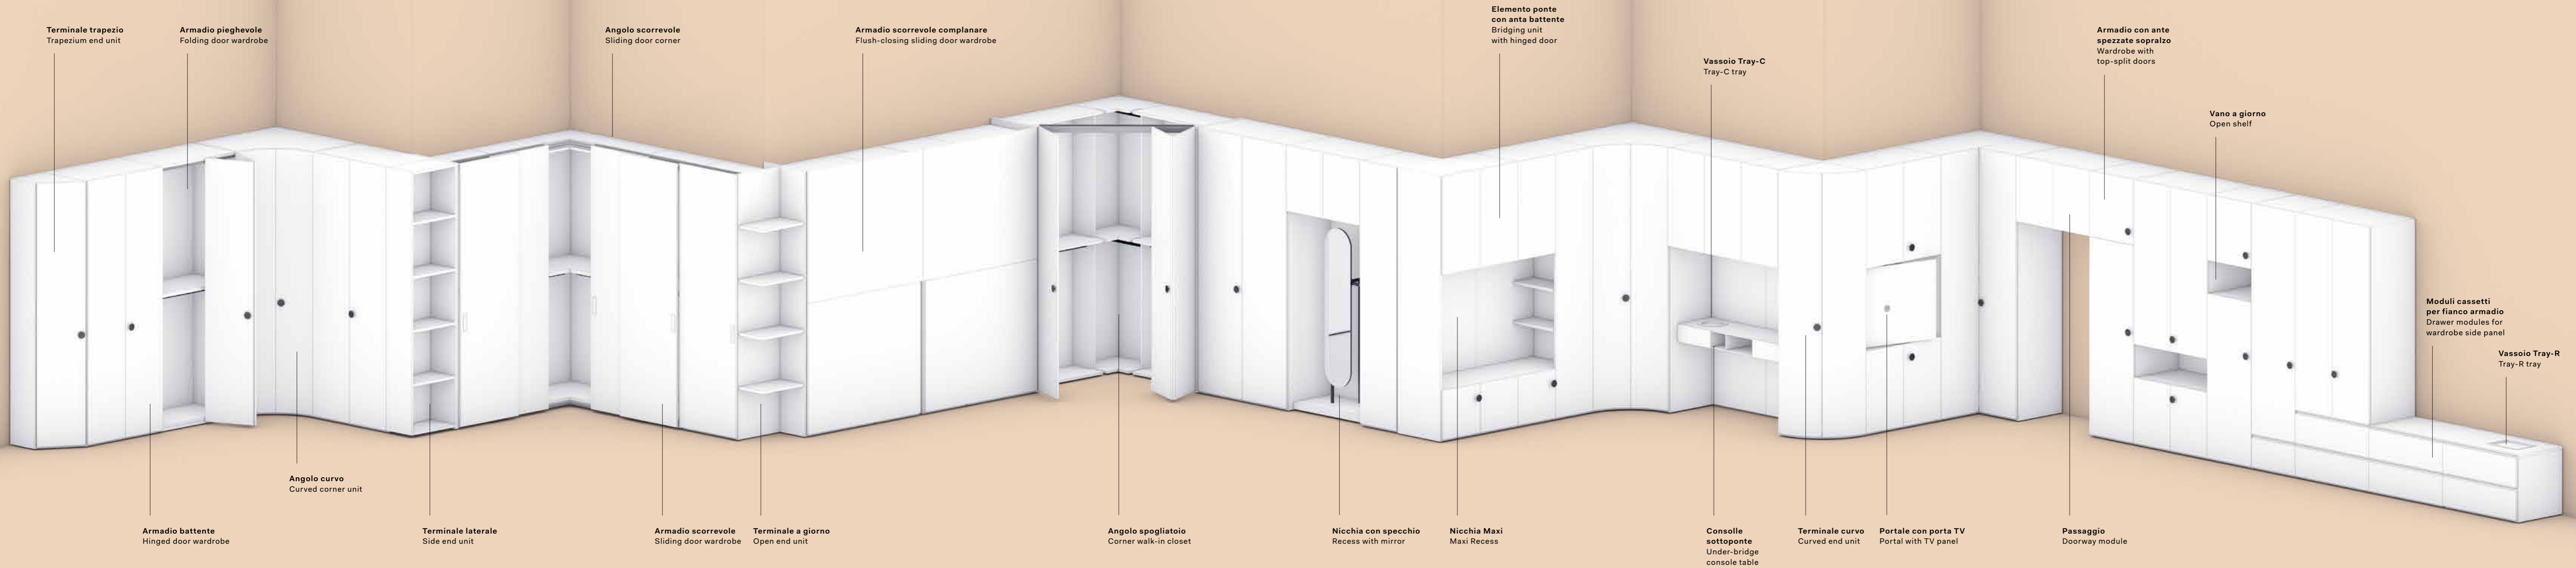 Terminale trapezio
Trapezium end unit
Armadio pieghevole
Folding door wardrobe
Angolo scorrevole
Sliding door corner
Armadio scorrevole complanare
Flush-closing sliding door wardrobe
Elemento ponte
con anta battente
Bridging unit
with hinged door
Vassoio Tray-C
Tray-C tray
Armadio con ante
spezzate sopralzo
Wardrobe with
top-split doors
Vano a giorno
Open shelf
Moduli cassetti
per fianco armadio
Drawer modules for
wardrobe side panel
Vassoio Tray-R
Tray-R tray
Angolo curvo
Curved corner unit
Armadio battente
Hinged door wardrobe
Terminale laterale
Side end unit
Armadio scorrevole
Sliding door wardrobe
Terminale a giorno
Open end unit
Angolo spogliatoio
Corner walk-in closet
Nicchia con specchio
Recess with mirror
Nicchia Maxi
Maxi Recess
Consolle
sottoponte
Under-bridge
console table
Terminale curvo
Curved end unit
Portale con porta TV
Portal with TV panel
Passaggio
Doorway module